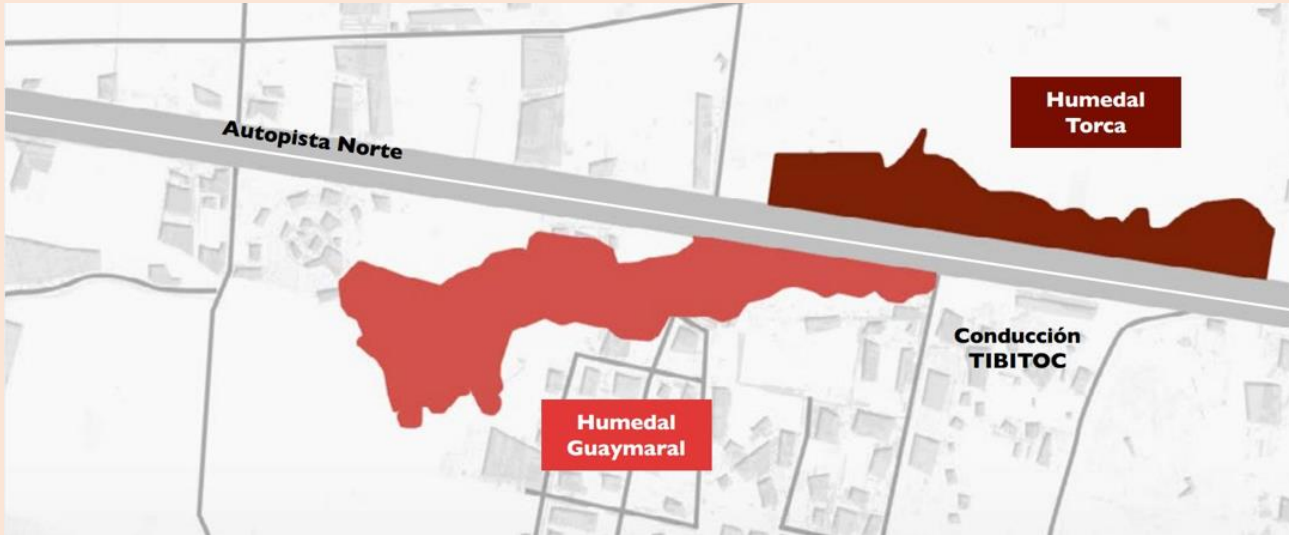 Humedal
Torca
Autopista Norte
Conducción
TIBITOC
Humedal
Guaymaral